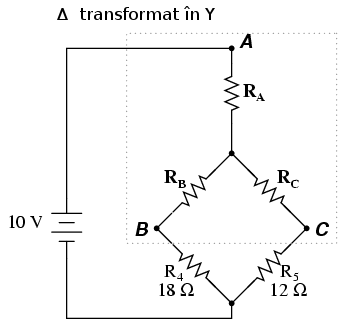 Δ transformat în Y
A
R_A
R_B
R_C
B
C
10 V
R_4
18 Ω
R_5
12 Ω